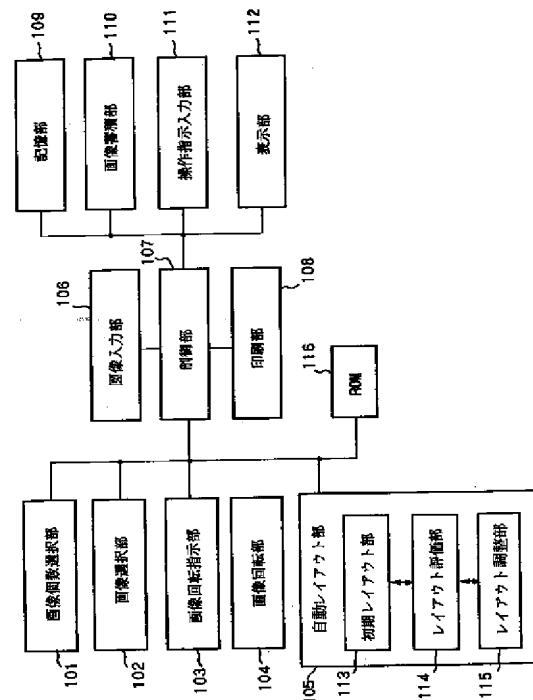 画像個数選択部
101
画像選択部
102
画像回転指示部
103
画像回転部
104
自動レイアウト部
105
初期レイアウト部
113
レイアウト評価部
114
レイアウト調整部
115
106
画像入力部
107
制御部
印刷部
108
116
ROM
記憶部
109
画像蓄積部
110
操作指示入力部
111
表示部
112